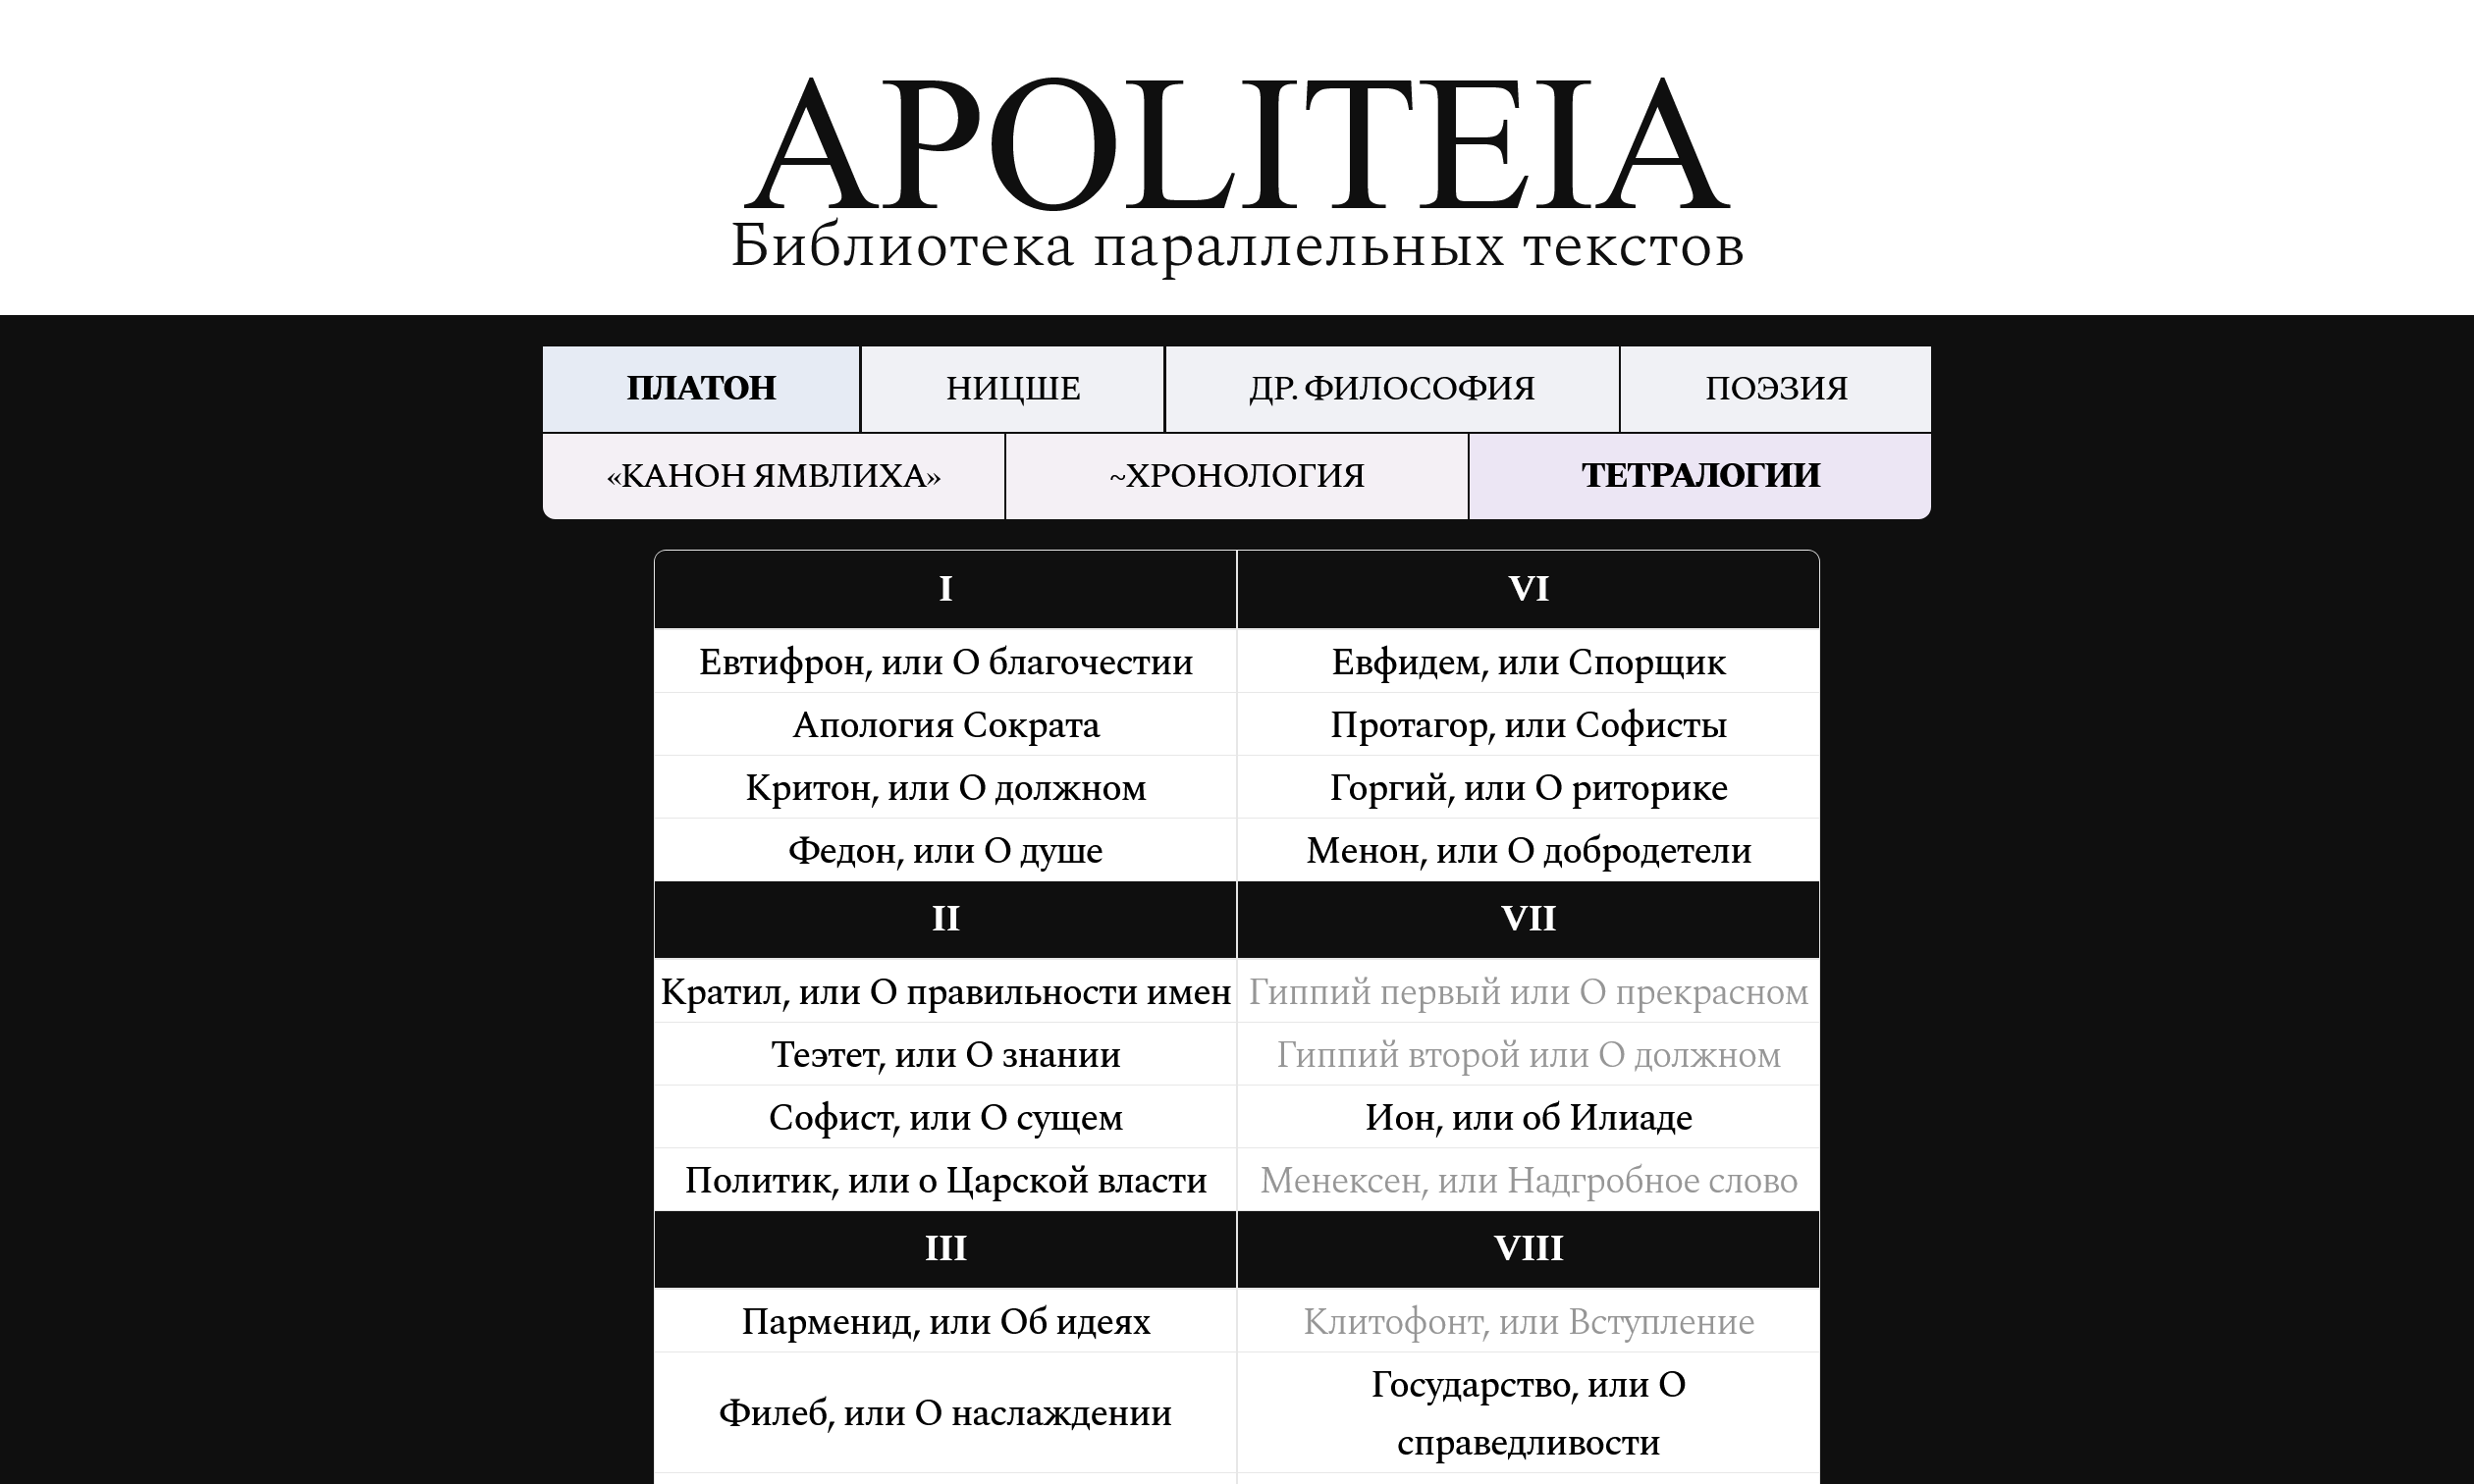 APOLITEIA
Библиотека параллельных текстов
ПЛАТОН
НИЦШЕ
ДР. ФИЛОСОФИЯ
ПОЭЗИЯ
«КАНОН ЯМВЛИХА»
~ХРОНОЛОГИЯ
ТЕТРАЛОГИИ
I
VI
Евтифрон, или О благочестии
Евфидем, или Спорщик
Апология Сократа
Протагор, или Софисты
Критон, или О должном
Горгий, или О риторике
Федон, или О душе
Менон, или О добродетели
II
VII
Кратил, или О правильности имен
Гиппий первый или О прекрасном
Теэтет, или О знании
Гиппий второй или О должном
Софист, или О сущем
Ион, или об Илиаде
Политик, или о Царской власти
Менексен, или Надгробное слово
III
VIII
Парменид, или Об идеях
Клитофонт, или Вступление
Филеб, или О наслаждении
Государство, или О
справедливости